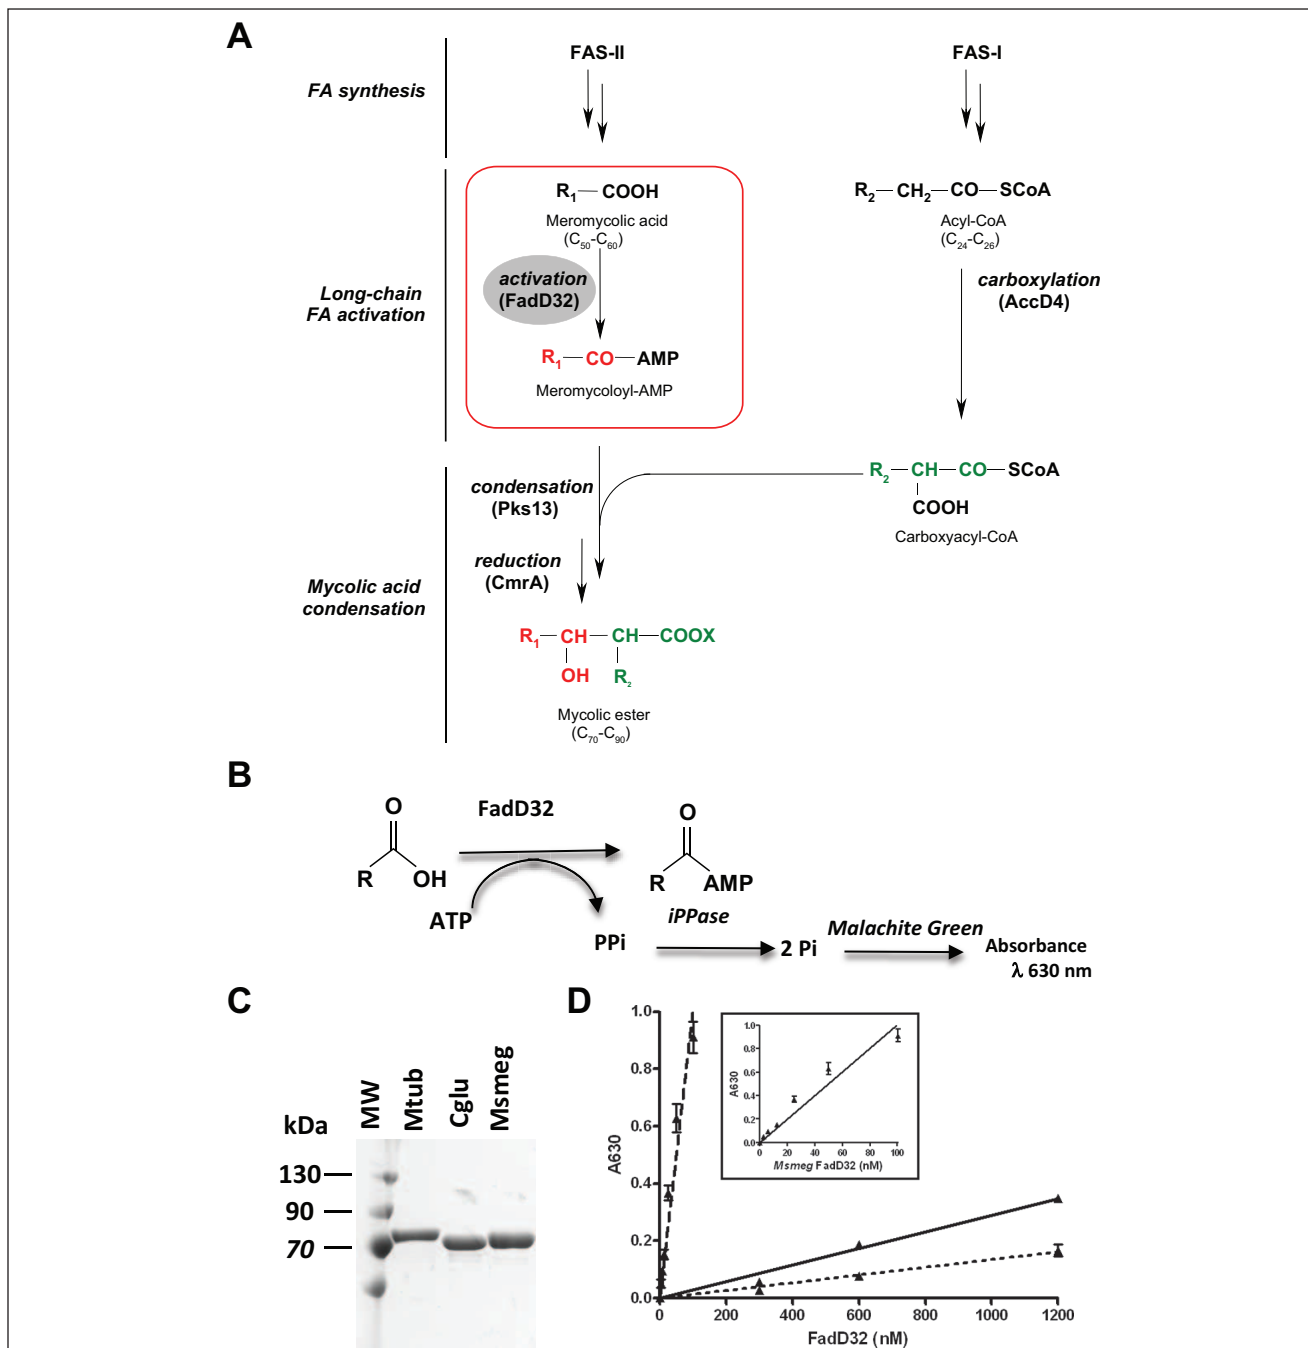 A
FAS-II
FAS-I
FA synthesis
R1—COOH
Meromycolic acid
(C50-C60)
R2—CH2—CO—SCoA
Acyl-CoA
(C24-C26)
activation
(FadD32)
Long-chain
FA activation
carboxylation
(AccD4)
R1—CO—AMP
Meromycoloyl-AMP
R2—CH—CO—SCoA
COOH
Carboxyacyl-CoA
condensation
(Pks13)
reduction
(CmrA)
Mycolic acid
condensation
R1—CH—CH—COOX
OH
R2
Mycolic ester
(C70-C90)
B
O
R
OH
FadD32
ATP
PPi
O
R
AMP
iPPase
2 Pi
Malachite Green
Absorbance
λ 630 nm
C
kDa
MW
Mtub
Cglu
Msmeg
130
90
70
D
A630
1.0
0.8
0.6
0.4
0.2
0.0
0
200
400
600
800
1000
1200
FadD32 (nM)
A630
1.0
0.8
0.6
0.4
0.2
0.0
0
20
40
60
80
100
Msmeg FadD32 (nM)